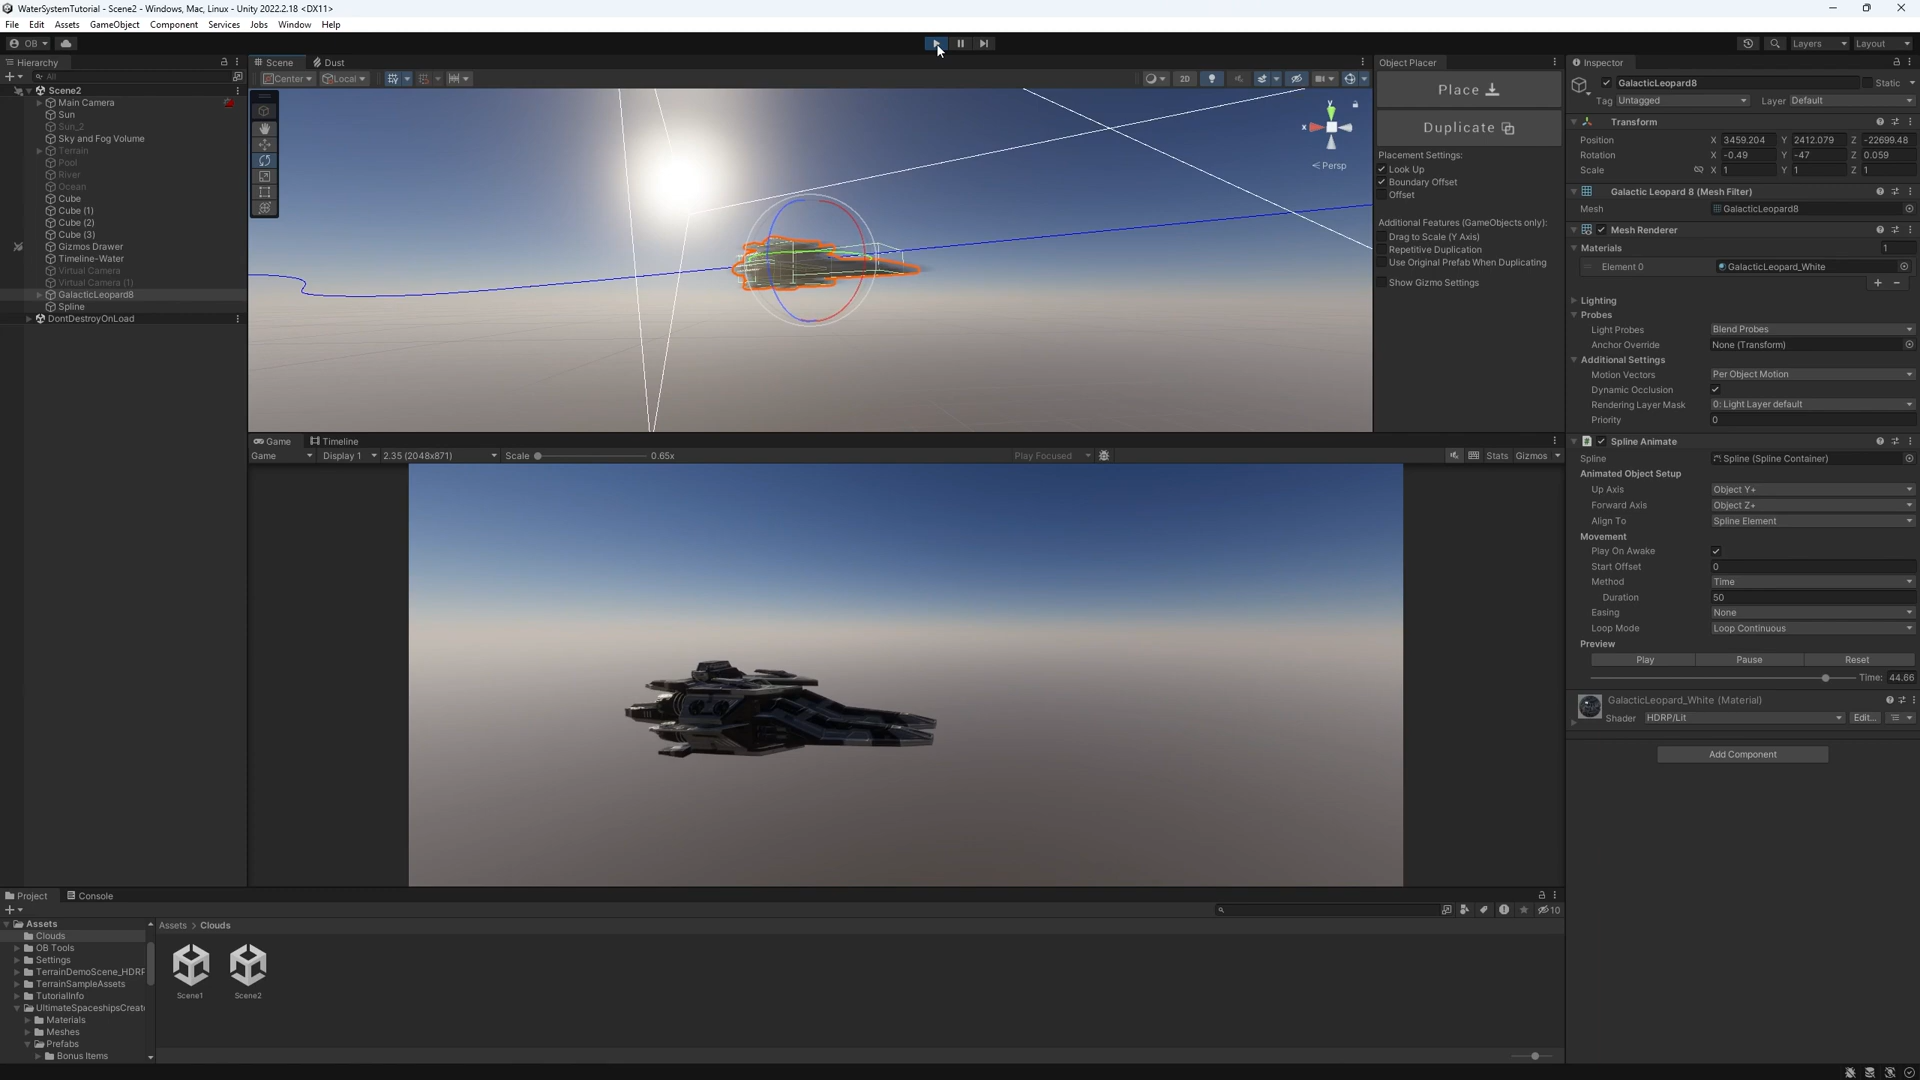 WaterSystemTutorial - Scene2 - Windows, Mac, Linux - Unity 2022.2.18 <DX11>
File Edit Assets GameObject Component Services Jobs Window Help
OB Layers Layout
Hierarchy
All
Scene2
Main Camera
Sun
Sun_2
Sky and Fog Volume
Terrain
Pool
River
Ocean
Cube
Cube (1)
Cube (2)
Cube (3)
Gizmos Drawer
Timeline-Water
Virtual Camera
Virtual Camera (1)
GalacticLeopard8
Spline
DontDestroyOnLoad
Scene Dust
Center Local 2D
y
x
< Persp
Game Timeline
Game Display 1 2.35 (2048x871) Scale 0.65x Play Focused Stats Gizmos
Object Placer
Place
Duplicate
Placement Settings:
Look Up
Boundary Offset
Offset
Additional Features (GameObjects only):
Drag to Scale (Y Axis)
Repetitive Duplication
Use Original Prefab When Duplicating
Show Gizmo Settings
Inspector
GalacticLeopard8 Static
Tag Untagged Layer Default
Transform
Position X 3459.204 Y 2412.079 Z -22699.48
Rotation X -0.49 Y -47 Z 0.059
Scale X 1 Y 1 Z 1
Galactic Leopard 8 (Mesh Filter)
Mesh GalacticLeopard8
Mesh Renderer
Materials 1
Element 0 GalacticLeopard_White
Lighting
Probes
Light Probes Blend Probes
Anchor Override None (Transform)
Additional Settings
Motion Vectors Per Object Motion
Dynamic Occlusion
Rendering Layer Mask 0: Light Layer default
Priority 0
Spline Animate
Spline Spline (Spline Container)
Animated Object Setup
Up Axis Object Y+
Forward Axis Object Z+
Align To Spline Element
Movement
Play On Awake
Start Offset 0
Method Time
Duration 50
Easing None
Loop Mode Loop Continuous
Preview
Play Pause Reset
Time: 44.66
GalacticLeopard_White (Material)
Shader HDRP/Lit Edit...
Add Component
Project Console
10
Assets
Clouds
OB Tools
Settings
TerrainDemoScene_HDRF
TerrainSampleAssets
TutorialInfo
UltimateSpaceshipsCreat
Materials
Meshes
Prefabs
Bonus Items
Assets > Clouds
Scene1 Scene2